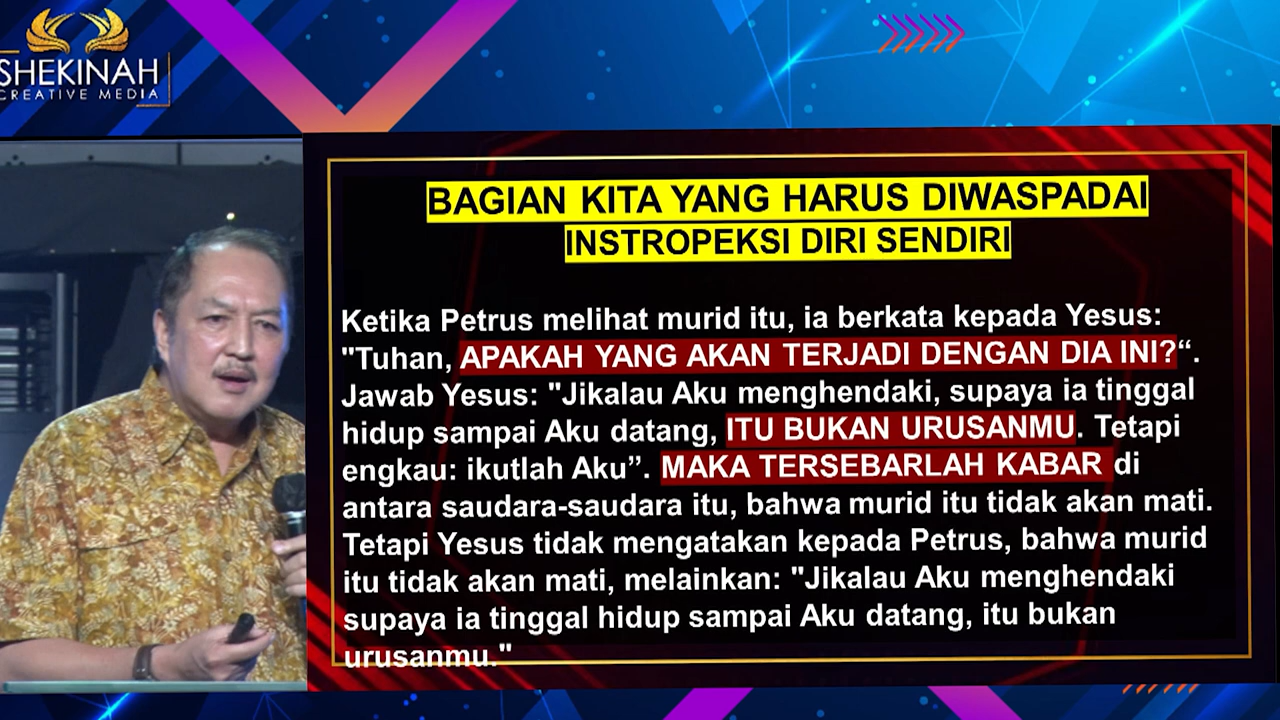 SHEKINAH
CREATIVE MEDIA
BAGIAN KITA YANG HARUS DIWASPADAI
INSTROPEKSI DIRI SENDIRI
Ketika Petrus melihat murid itu, ia berkata kepada Yesus:
"Tuhan, APAKAH YANG AKAN TERJADI DENGAN DIA INI?“.
Jawab Yesus: "Jikalau Aku menghendaki, supaya ia tinggal
hidup sampai Aku datang, ITU BUKAN URUSANMU. Tetapi
engkau: ikutlah Aku”. MAKA TERSEBARLAH KABAR di
antara saudara-saudara itu, bahwa murid itu tidak akan mati.
Tetapi Yesus tidak mengatakan kepada Petrus, bahwa murid
itu tidak akan mati, melainkan: "Jikalau Aku menghendaki
supaya ia tinggal hidup sampai Aku datang, itu bukan
urusanmu."